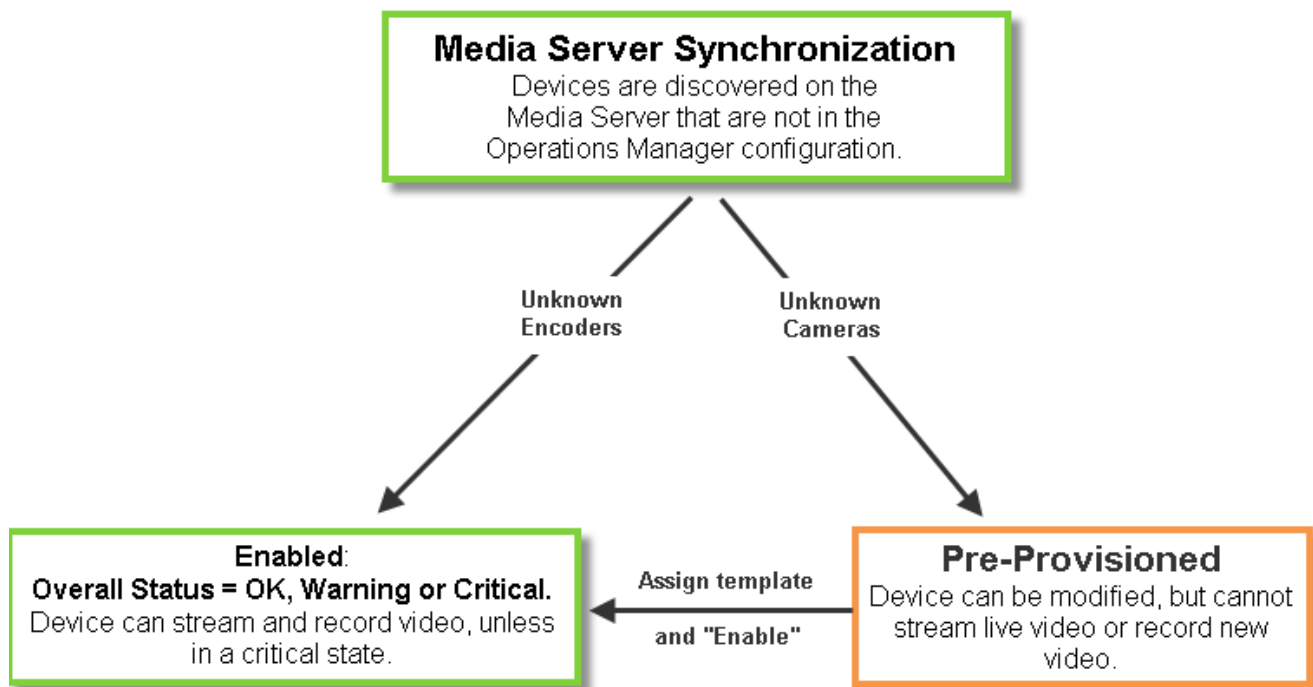 Media Server Synchronization
Devices are discovered on the
Media Server that are not in the
Operations Manager configuration.
Unknown
Encoders
Unknown
Cameras
Enabled:
Overall Status = OK, Warning or Critical.
Device can stream and record video, unless
in a critical state.
Assign template
and "Enable"
Pre-Provisioned
Device can be modified, but cannot
stream live video or record new
video.